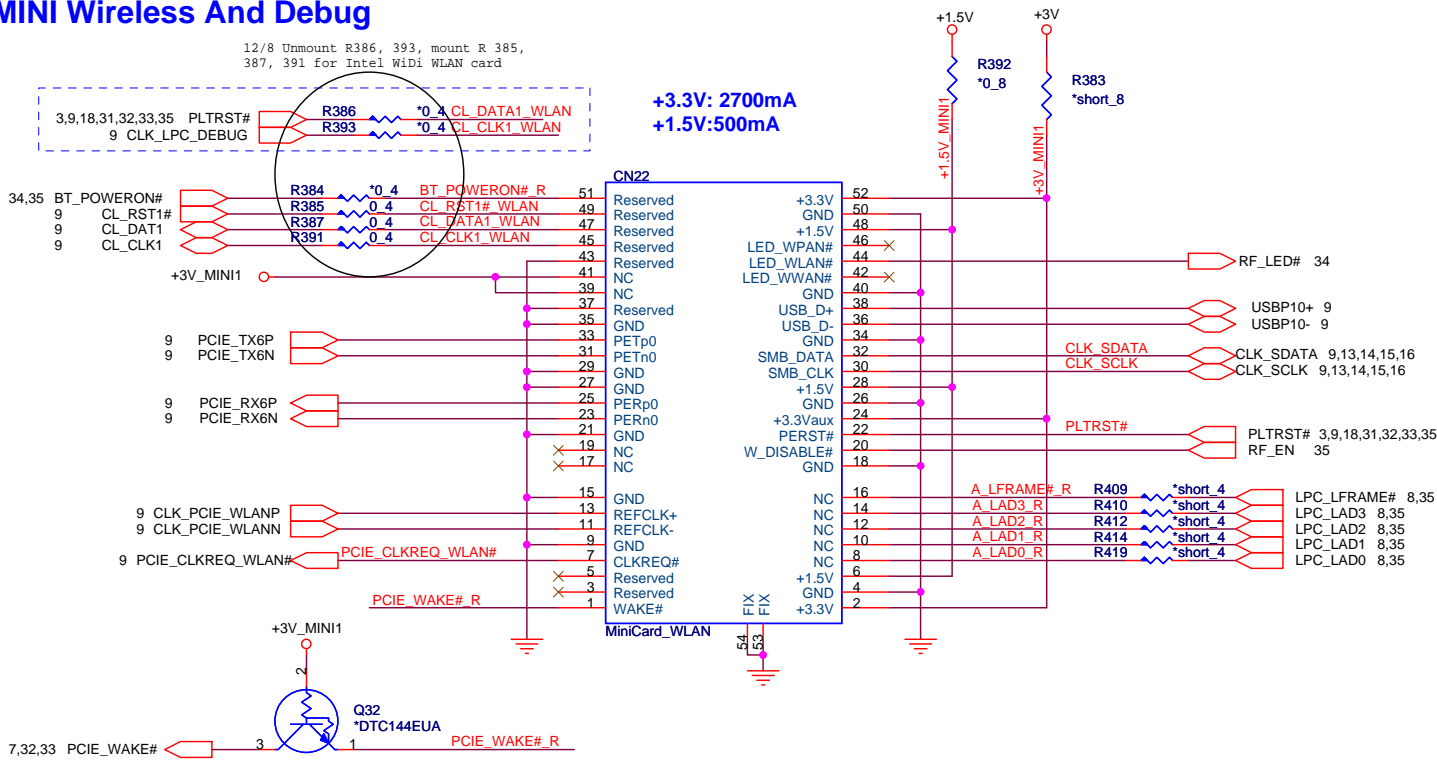 MINI Wireless And Debug
12/8 Unmount R386, 393, mount R 385,
387, 391 for Intel WiDi WLAN card
+3.3V: 2700mA
+1.5V:500mA
+1.5V
+3V
R392
*0_8
R383
*short_8
+1.5V_MINI1
+3V_MINI1
3,9,18,31,32,33,35 PLTRST# R386 *0_4 CL_DATA1_WLAN
9 CLK_LPC_DEBUG R393 *0_4 CL_CLK1_WLAN
CN22
34,35 BT_POWERON# R384 *0_4 BT_POWERON#_R 51 Reserved
9 CL_RST1# R385 0_4 CL_RST1#_WLAN 49 Reserved
9 CL_DAT1 R387 0_4 CL_DATA1_WLAN 47 Reserved
9 CL_CLK1 R391 0_4 CL_CLK1_WLAN 45 Reserved
43 Reserved
+3V_MINI1 41 NC
39 NC
37 Reserved
35 GND
9 PCIE_TX6P 33 PETp0
9 PCIE_TX6N 31 PETn0
29 GND
27 GND
9 PCIE_RX6P 25 PERp0
9 PCIE_RX6N 23 PERn0
21 GND
19 NC
17 NC
15 GND
9 CLK_PCIE_WLANP 13 REFCLK+
9 CLK_PCIE_WLANN 11 REFCLK-
9 GND
9 PCIE_CLKREQ_WLAN# PCIE_CLKREQ_WLAN# 7 CLKREQ#
5 Reserved
3 Reserved
PCIE_WAKE#_R 1 WAKE#
+3.3V 52
GND 50
+1.5V 48
LED_WPAN# 46
LED_WLAN# 44 RF_LED# 34
LED_WWAN# 42
GND 40
USB_D+ 38 USBP10+ 9
USB_D- 36 USBP10- 9
GND 34
SMB_DATA 32 CLK_SDATA CLK_SDATA 9,13,14,15,16
SMB_CLK 30 CLK_SCLK CLK_SCLK 9,13,14,15,16
+1.5V 28
GND 26
+3.3Vaux 24
PERST# 22 PLTRST# PLTRST# 3,9,18,31,32,33,35
W_DISABLE# 20 RF_EN 35
GND 18
NC 16 A_LFRAME#_R R409 *short_4 LPC_LFRAME# 8,35
NC 14 A_LAD3_R R410 *short_4 LPC_LAD3 8,35
NC 12 A_LAD2_R R412 *short_4 LPC_LAD2 8,35
NC 10 A_LAD1_R R414 *short_4 LPC_LAD1 8,35
NC 8 A_LAD0_R R419 *short_4 LPC_LAD0 8,35
+1.5V 6
GND 4
+3.3V 2
FIX FIX
54 53
MiniCard_WLAN
+3V_MINI1
2
Q32
*DTC144EUA
7,32,33 PCIE_WAKE# 3 1 PCIE_WAKE#_R